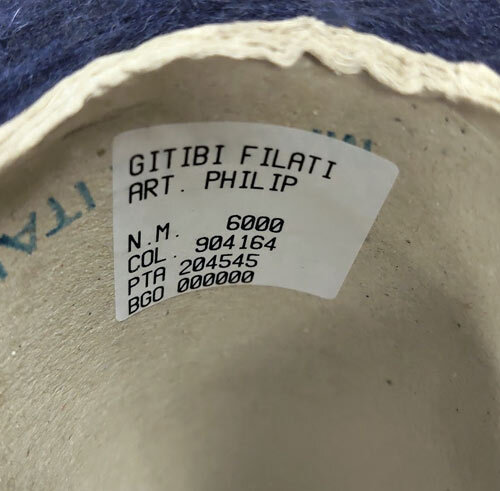 GITIBI FILATI
ART. PHILIP
N.M. 6000
COL. 904164
PTA 204545
BGO 000000